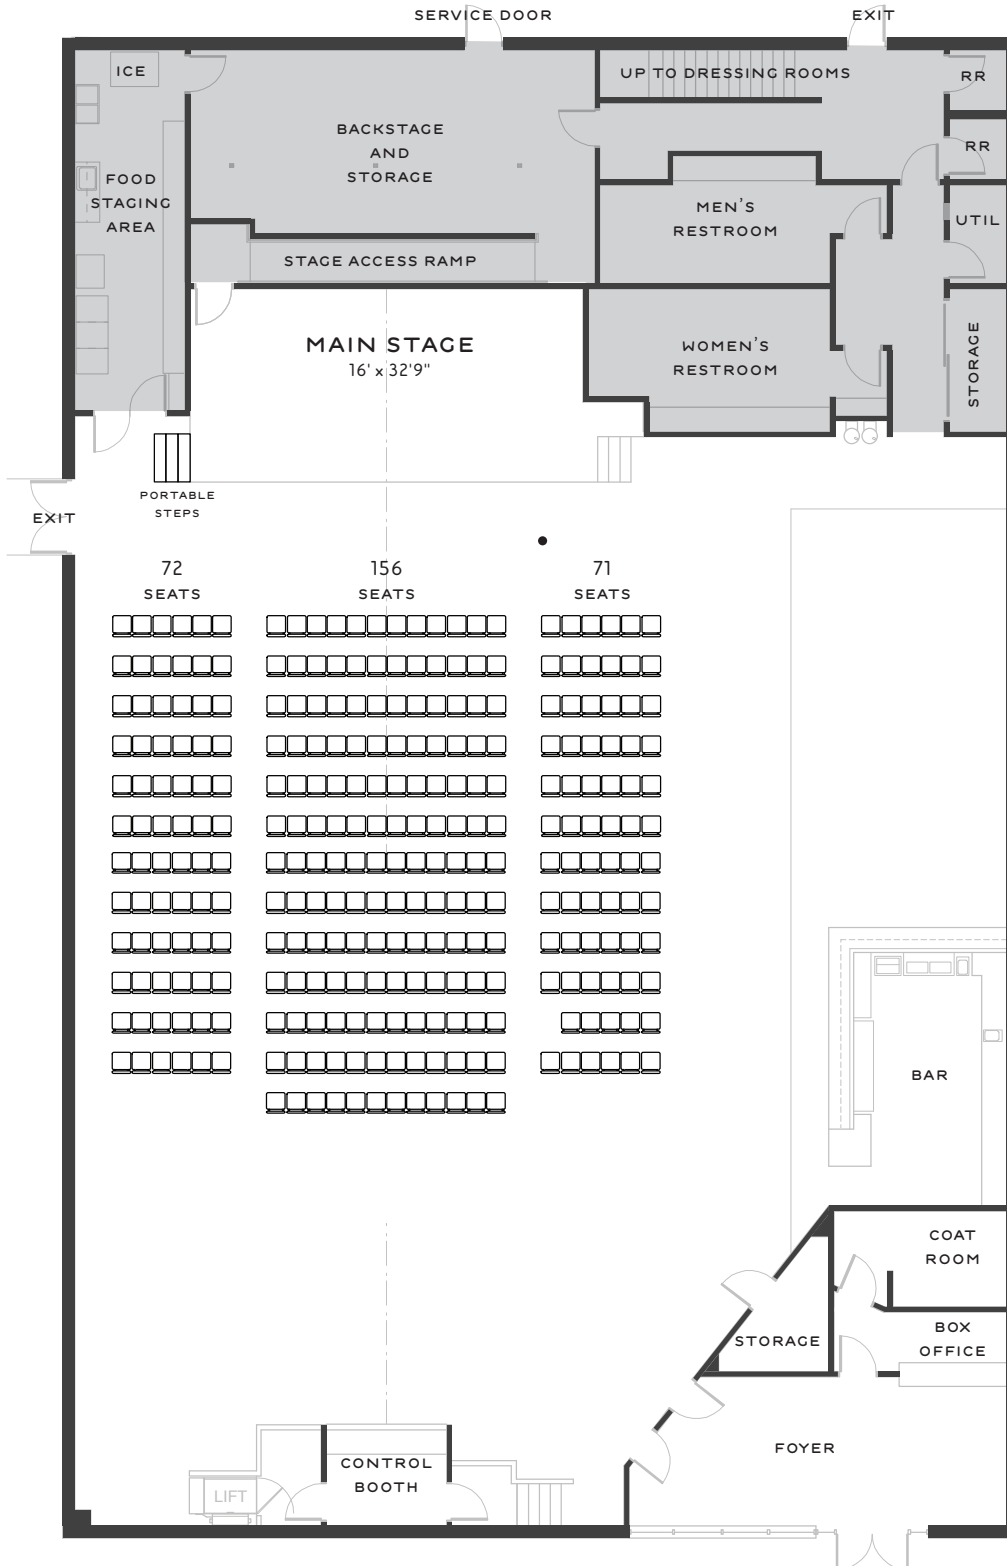 SERVICE DOOR
EXIT
ICE
UP TO DRESSING ROOMS
RR
BACKSTAGE
AND
STORAGE
RR
FOOD
STAGING
AREA
MEN'S
RESTROOM
UTIL
STAGE ACCESS RAMP
MAIN STAGE
16' x 32'9"
WOMEN'S
RESTROOM
STORAGE
PORTABLE
STEPS
EXIT
72
SEATS
156
SEATS
71
SEATS
BAR
COAT
ROOM
STORAGE
BOX
OFFICE
FOYER
CONTROL
BOOTH
LIFT